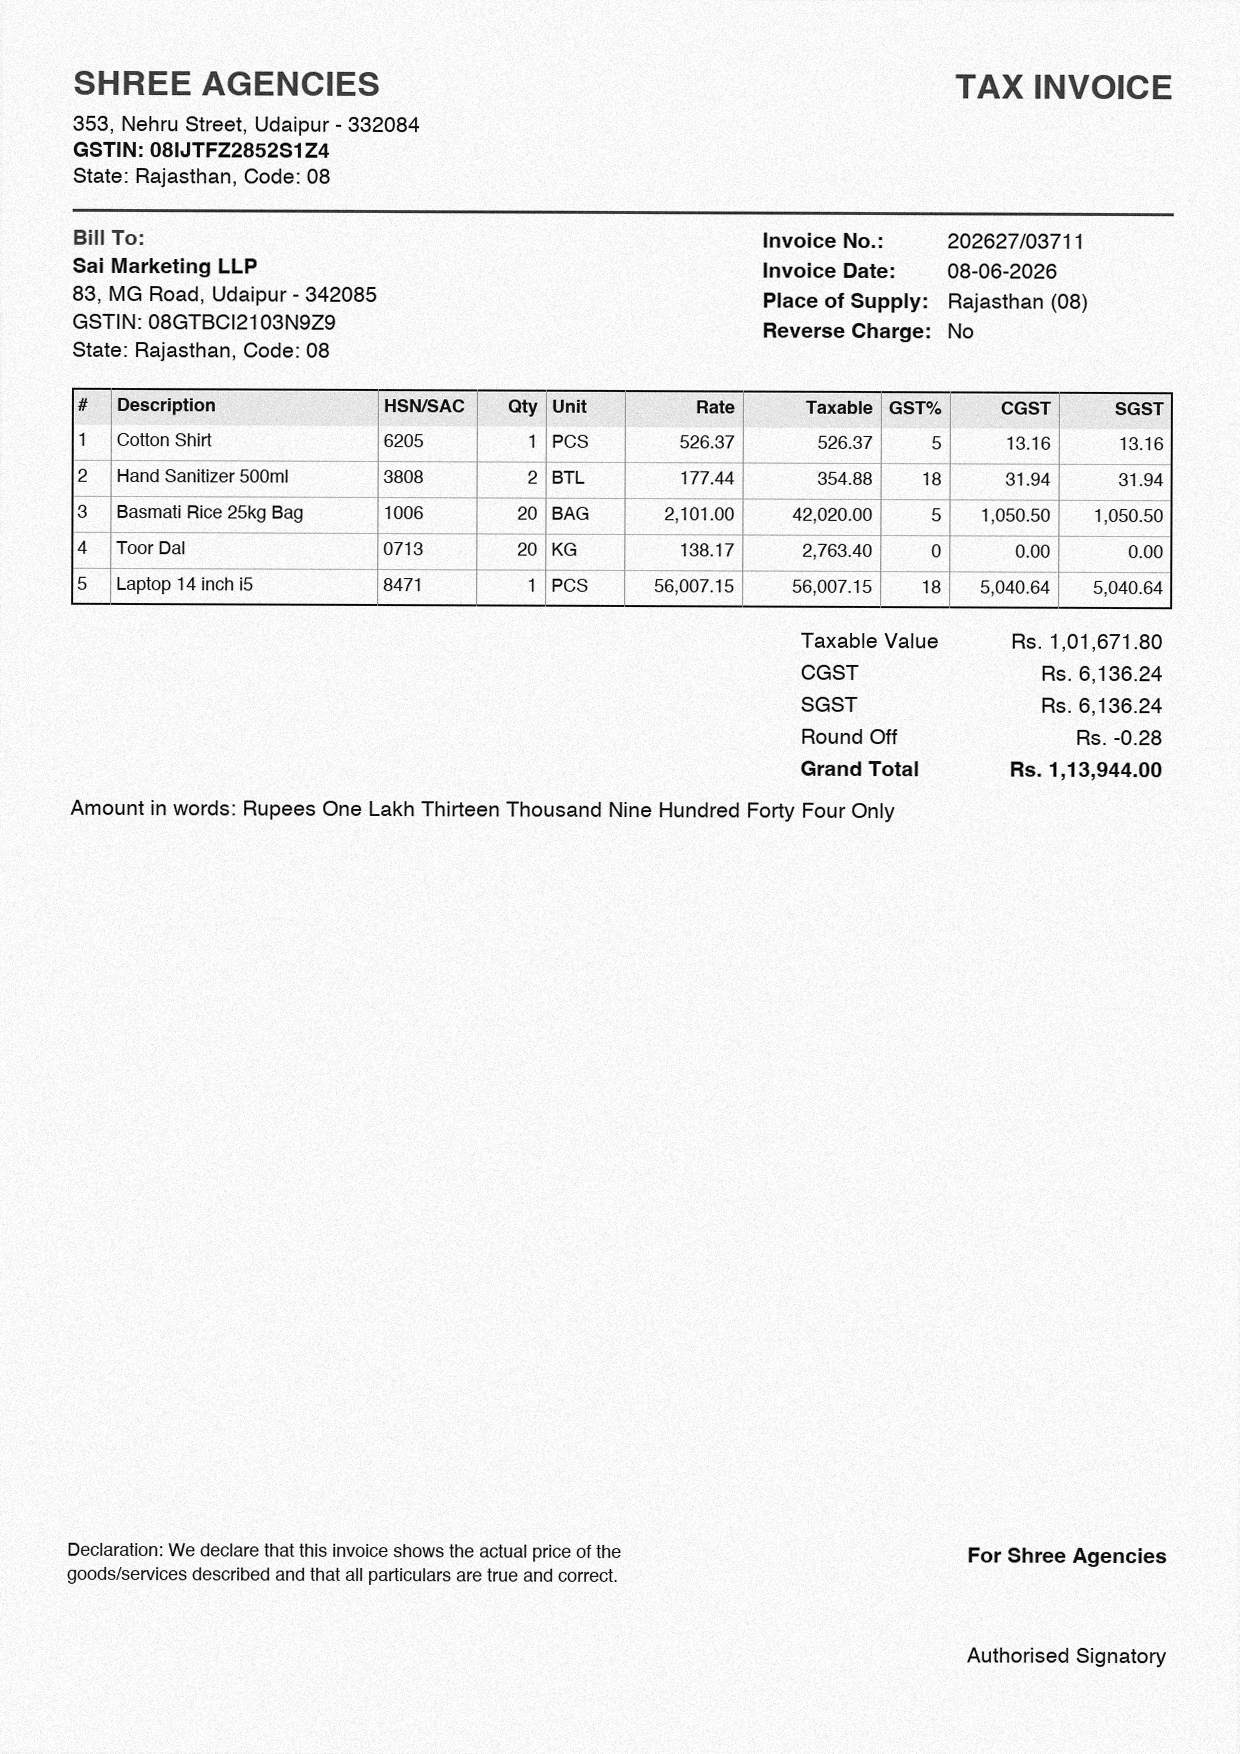 SHREE AGENCIES
TAX INVOICE
353, Nehru Street, Udaipur - 332084
GSTIN: 08IJTFZ2852S1Z4
State: Rajasthan, Code: 08
Bill To:
Sai Marketing LLP
83, MG Road, Udaipur - 342085
GSTIN: 08GTBCI2103N9Z9
State: Rajasthan, Code: 08
Invoice No.: 202627/03711
Invoice Date: 08-06-2026
Place of Supply: Rajasthan (08)
Reverse Charge: No
# Description HSN/SAC Qty Unit Rate Taxable GST% CGST SGST
1 Cotton Shirt 6205 1 PCS 526.37 526.37 5 13.16 13.16
2 Hand Sanitizer 500ml 3808 2 BTL 177.44 354.88 18 31.94 31.94
3 Basmati Rice 25kg Bag 1006 20 BAG 2,101.00 42,020.00 5 1,050.50 1,050.50
4 Toor Dal 0713 20 KG 138.17 2,763.40 0 0.00 0.00
5 Laptop 14 inch i5 8471 1 PCS 56,007.15 56,007.15 18 5,040.64 5,040.64
Taxable Value Rs. 1,01,671.80
CGST Rs. 6,136.24
SGST Rs. 6,136.24
Round Off Rs. -0.28
Grand Total Rs. 1,13,944.00
Amount in words: Rupees One Lakh Thirteen Thousand Nine Hundred Forty Four Only
Declaration: We declare that this invoice shows the actual price of the
goods/services described and that all particulars are true and correct.
For Shree Agencies
Authorised Signatory